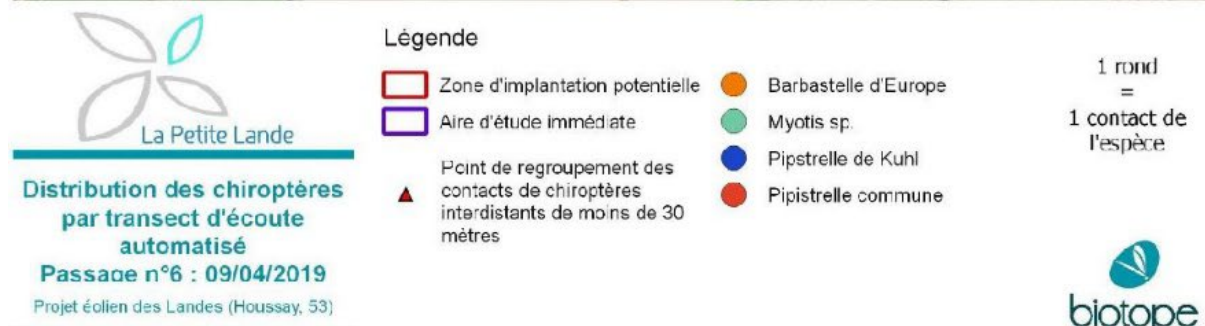 La Petite Lande
Distribution des chiroptères
par transect d'écoute
automatisé
Passage n°6 : 09/04/2019
Projet éolien des Landes (Houssay, 53)
Légende
Zone d'implantation potentielle
Aire d'étude immédiate
Point de regroupement des
contacts de chiroptères
interdistants de moins de 30
mètres
Barbastelle d'Europe
Myotis sp.
Pipstrelle de Kuhl
Pipistrelle commune
1 rond
=
1 contact de
l'espèce
biotope